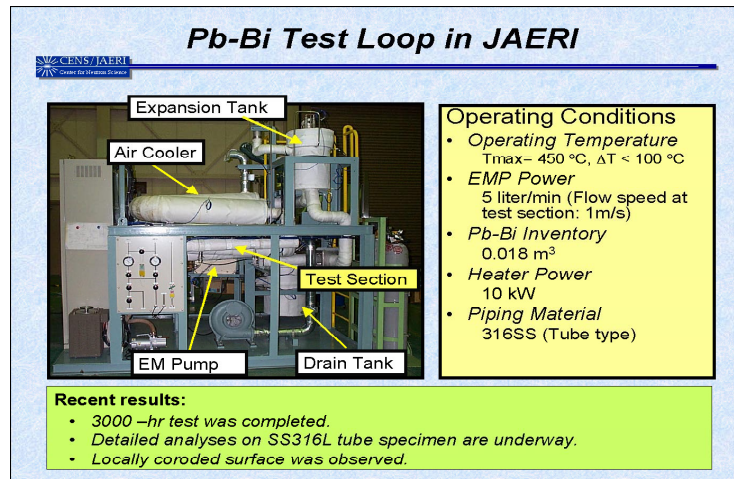 Pb-Bi Test Loop in JAERI
CENS/JAERI
Center for Neutron Science
Expansion Tank
Air Cooler
Test Section
EM Pump
Drain Tank
Operating Conditions
• Operating Temperature
Tmax– 450 °C, ΔT < 100 °C
• EMP Power
5 liter/min (Flow speed at
test section: 1m/s)
• Pb-Bi Inventory
0.018 m³
• Heater Power
10 kW
• Piping Material
316SS (Tube type)
Recent results:
• 3000 –hr test was completed.
• Detailed analyses on SS316L tube specimen are underway.
• Locally coroded surface was observed.